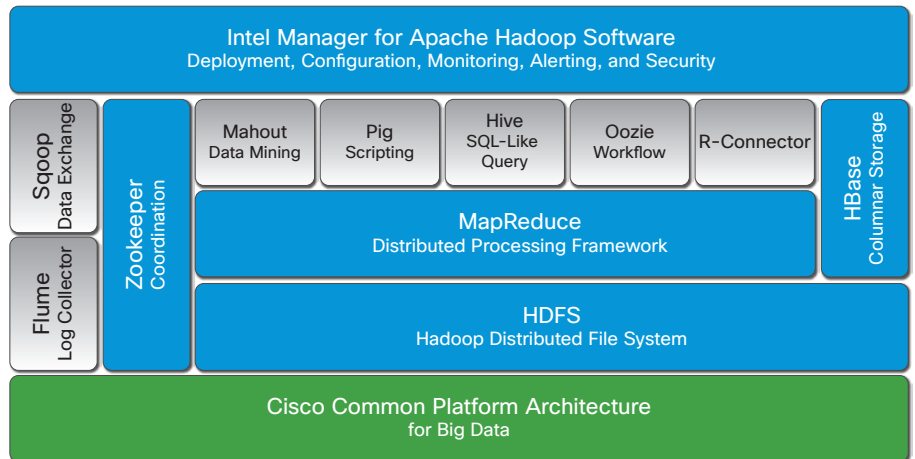 Intel Manager for Apache Hadoop Software
Deployment, Configuration, Monitoring, Alerting, and Security
Sqoop
Data Exchange
Flume
Log Collector
Zookeeper
Coordination
Mahout
Data Mining
Pig
Scripting
Hive
SQL-Like
Query
Oozie
Workflow
R-Connector
HBase
Columnar Storage
MapReduce
Distributed Processing Framework
HDFS
Hadoop Distributed File System
Cisco Common Platform Architecture
for Big Data